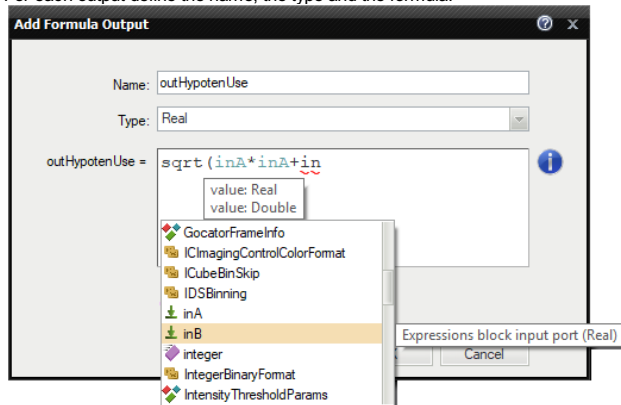 For each output define the name, the type and the formula.
Add Formula Output
Name:
outHypotenUse
Type:
Real
outHypotenUse =
sqrt(inA*inA+in
value: Real
value: Double
GocatorFrameInfo
ICImagingControlColorFormat
ICubeBinSkip
IDSBinning
inA
inB
Expressions block input port (Real)
integer
Cancel
IntegerBinaryFormat
IntensityThresholdParams